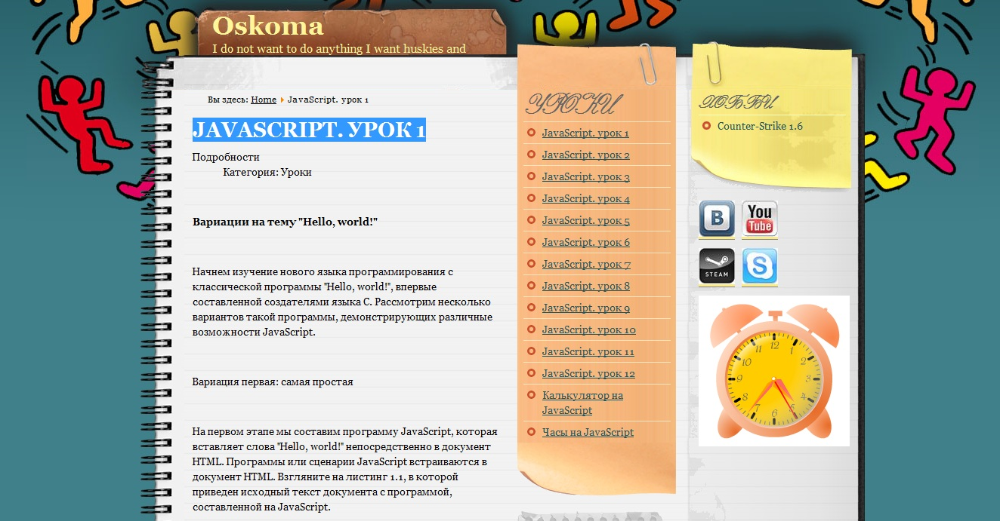 Oskoma
I do not want to do anything I want huskies and
Вы здесь: Home JavaScript. урок 1
JAVASCRIPT. УРОК 1
Подробности
Категория: Уроки
Вариации на тему "Hello, world!"
Начнем изучение нового языка программирования с
классической программы "Hello, world!", впервые
составленной создателями языка С. Рассмотрим несколько
вариантов такой программы, демонстрирующих различные
возможности JavaScript.
Вариация первая: самая простая
На первом этапе мы составим программу JavaScript, которая
вставляет слова "Hello, world!" непосредственно в документ
HTML. Программы или сценарии JavaScript встраиваются в
документ HTML. Взгляните на листинг 1.1, в которой
приведен исходный текст документа с программой,
составленной на JavaScript.
УРОКИ
JavaScript. урок 1
JavaScript. урок 2
JavaScript. урок 3
JavaScript. урок 4
JavaScript. урок 5
JavaScript. урок 6
JavaScript. урок 7
JavaScript. урок 8
JavaScript. урок 9
JavaScript. урок 10
JavaScript. урок 11
JavaScript. урок 12
Калькулятор на
JavaScript
Часы на JavaScript
ХОББИ
Counter-Strike 1.6
B
You
Tube
STEAM
S
12
1
2
3
4
5
6
7
8
9
10
11